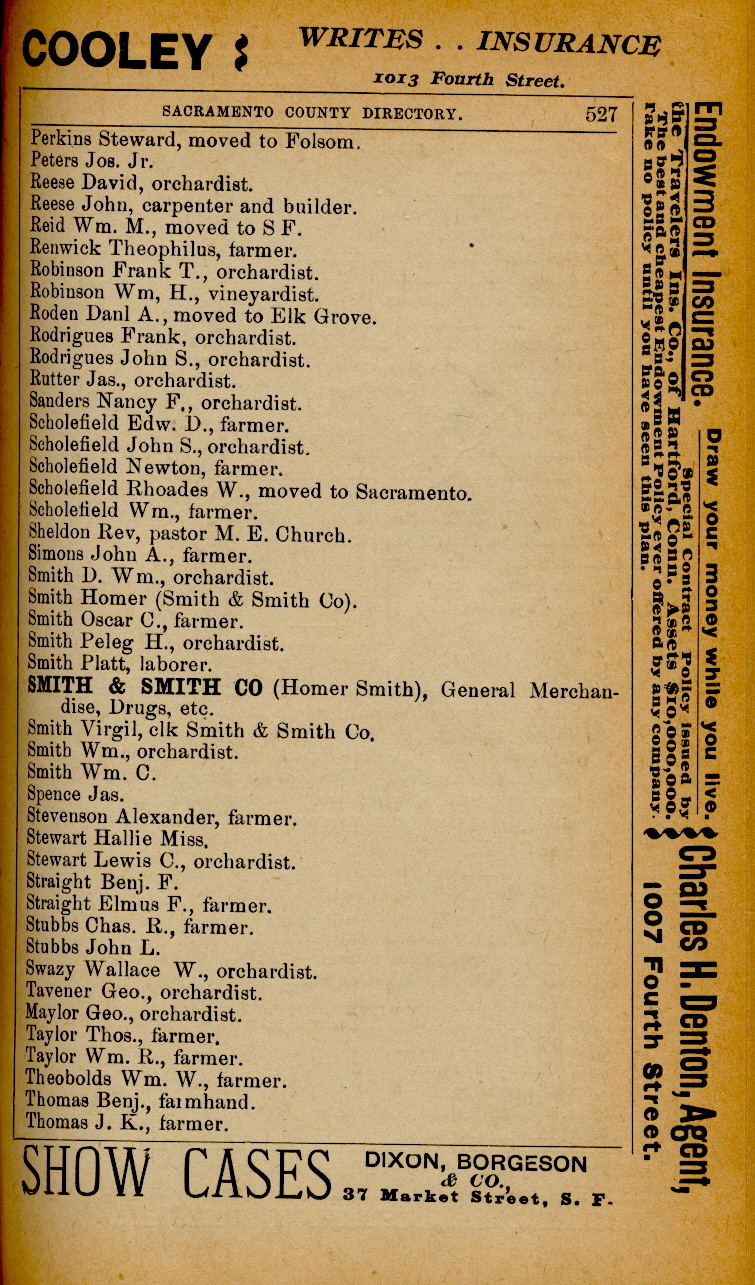 COOLEY
WRITES . . INSURANCE
1013 Fourth Street.
SACRAMENTO COUNTY DIRECTORY. 527
Perkins Steward, moved to Folsom.
Peters Jos. Jr.
Reese David, orchardist.
Reese John, carpenter and builder.
Reid Wm. M., moved to S F.
Renwick Theophilus, farmer.
Robinson Frank T., orchardist.
Robinson Wm, H., vineyardist.
Roden Danl A., moved to Elk Grove.
Rodrigues Frank, orchardist.
Rodrigues John S., orchardist.
Rutter Jas., orchardist.
Sanders Nancy F., orchardist.
Scholefield Edw. D., farmer.
Scholefield John S., orchardist.
Scholefield Newton, farmer.
Scholefield Rhoades W., moved to Sacramento.
Scholefield Wm., farmer.
Sheldon Rev, pastor M. E. Church.
Simons John A., farmer.
Smith D. Wm., orchardist.
Smith Homer (Smith & Smith Co).
Smith Oscar C., farmer.
Smith Peleg H., orchardist.
Smith Platt, laborer.
SMITH & SMITH CO (Homer Smith), General Merchan-
dise, Drugs, etc.
Smith Virgil, clk Smith & Smith Co.
Smith Wm., orchardist.
Smith Wm. C.
Spence Jas.
Stevenson Alexander, farmer.
Stewart Hallie Miss.
Stewart Lewis C., orchardist.
Straight Benj. F.
Straight Elmus F., farmer.
Stubbs Chas. R., farmer.
Stubbs John L.
Swazy Wallace W., orchardist.
Tavener Geo., orchardist.
Maylor Geo., orchardist.
Taylor Thos., farmer.
Taylor Wm. R., farmer.
Theobolds Wm. W., farmer.
Thomas Benj., farmhand.
Thomas J. K., farmer.
SHOW CASES
DIXON, BORGESON
& CO.,
37 Market Street, S. F.
Endowment Insurance. Draw your money while you live.
Special Contract Policy issued by
the Travelers Ins. Co., of Hartford, Conn. Assets $10,000,000.
The best and cheapest Endowment Policy ever offered by any company.
Take no policy until you have seen this plan.
Charles H. Denton, Agent,
1007 Fourth Street.